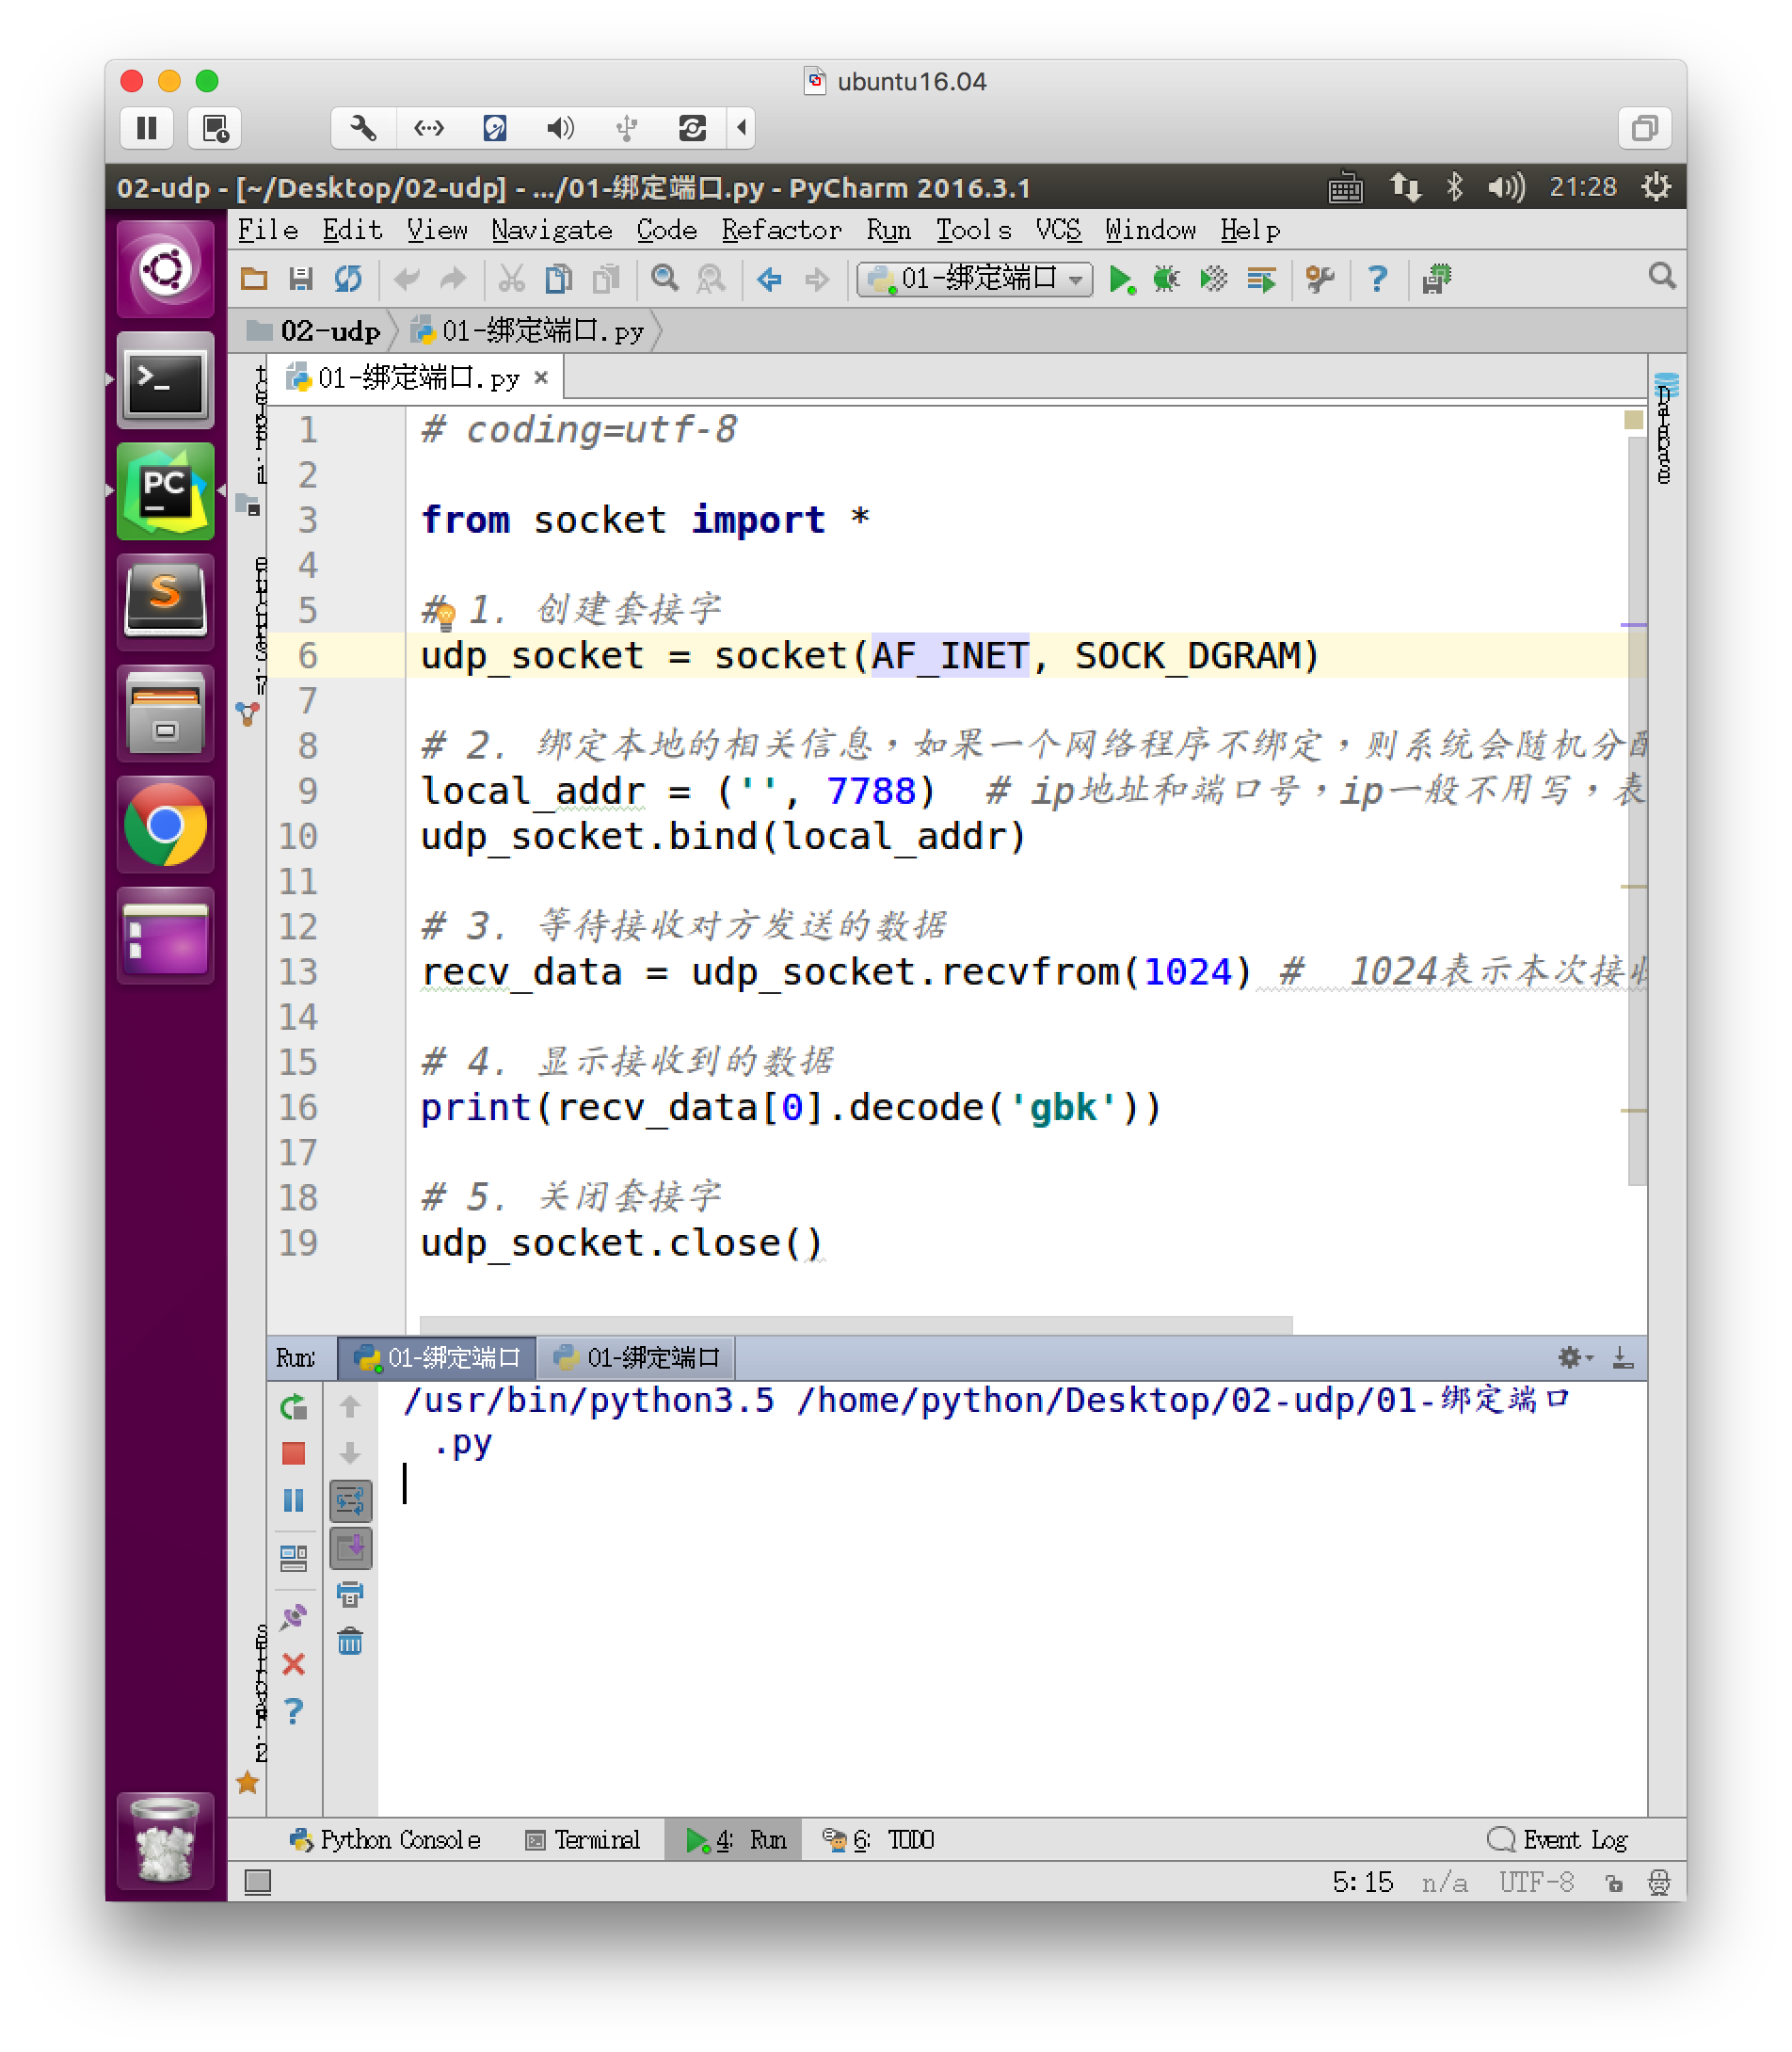 ubuntu16.04
02-udp - [~/Desktop/02-udp] - .../01-绑定端口.py - PyCharm 2016.3.1
21:28
File Edit View Navigate Code Refactor Run Tools VCS Window Help
01-绑定端口
02-udp 01-绑定端口.py
01-绑定端口.py
Database
1 # coding=utf-8
2
3 from socket import *
4
5 # 1. 创建套接字
6 udp_socket = socket(AF_INET, SOCK_DGRAM)
7
8 # 2. 绑定本地的相关信息，如果一个网络程序不绑定，则系统会随机分配
9 local_addr = ('', 7788)  # ip地址和端口号，ip一般不用写，表
10 udp_socket.bind(local_addr)
11
12 # 3. 等待接收对方发送的数据
13 recv_data = udp_socket.recvfrom(1024) #  1024表示本次接收
14
15 # 4. 显示接收到的数据
16 print(recv_data[0].decode('gbk'))
17
18 # 5. 关闭套接字
19 udp_socket.close()
Run: 01-绑定端口 01-绑定端口
/usr/bin/python3.5 /home/python/Desktop/02-udp/01-绑定端口
.py
Python Console Terminal 4: Run 6: TODO Event Log
5:15 n/a UTF-8